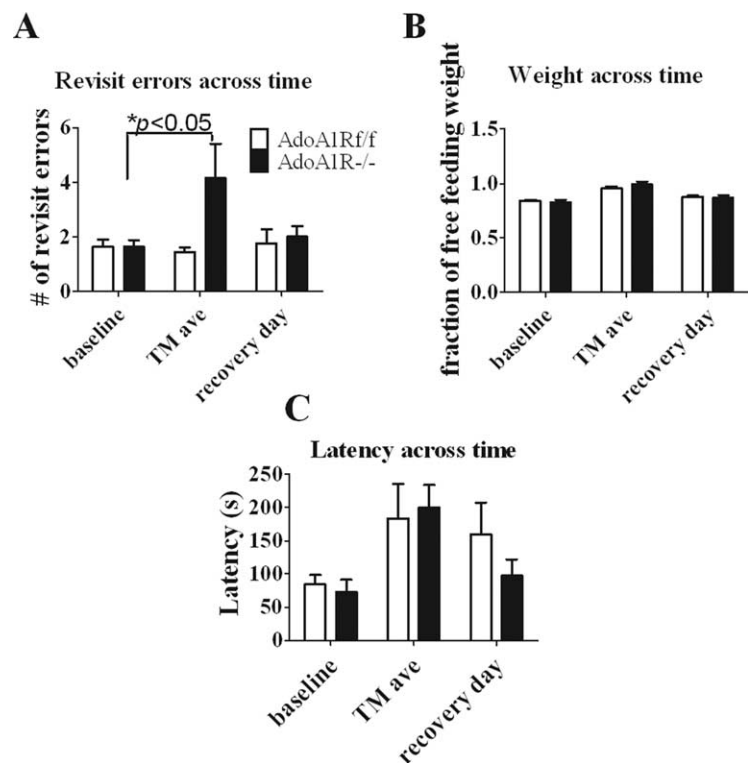 A
Revisit errors across time
*p<0.05
AdoA1Rf/f
AdoA1R-/-
# of revisit errors
6
4
2
0
baseline
TM ave
recovery day
B
Weight across time
fraction of free feeding weight
1.5
1.0
0.5
0.0
baseline
TM ave
recovery day
C
Latency across time
Latency (s)
250
200
150
100
50
0
baseline
TM ave
recovery day